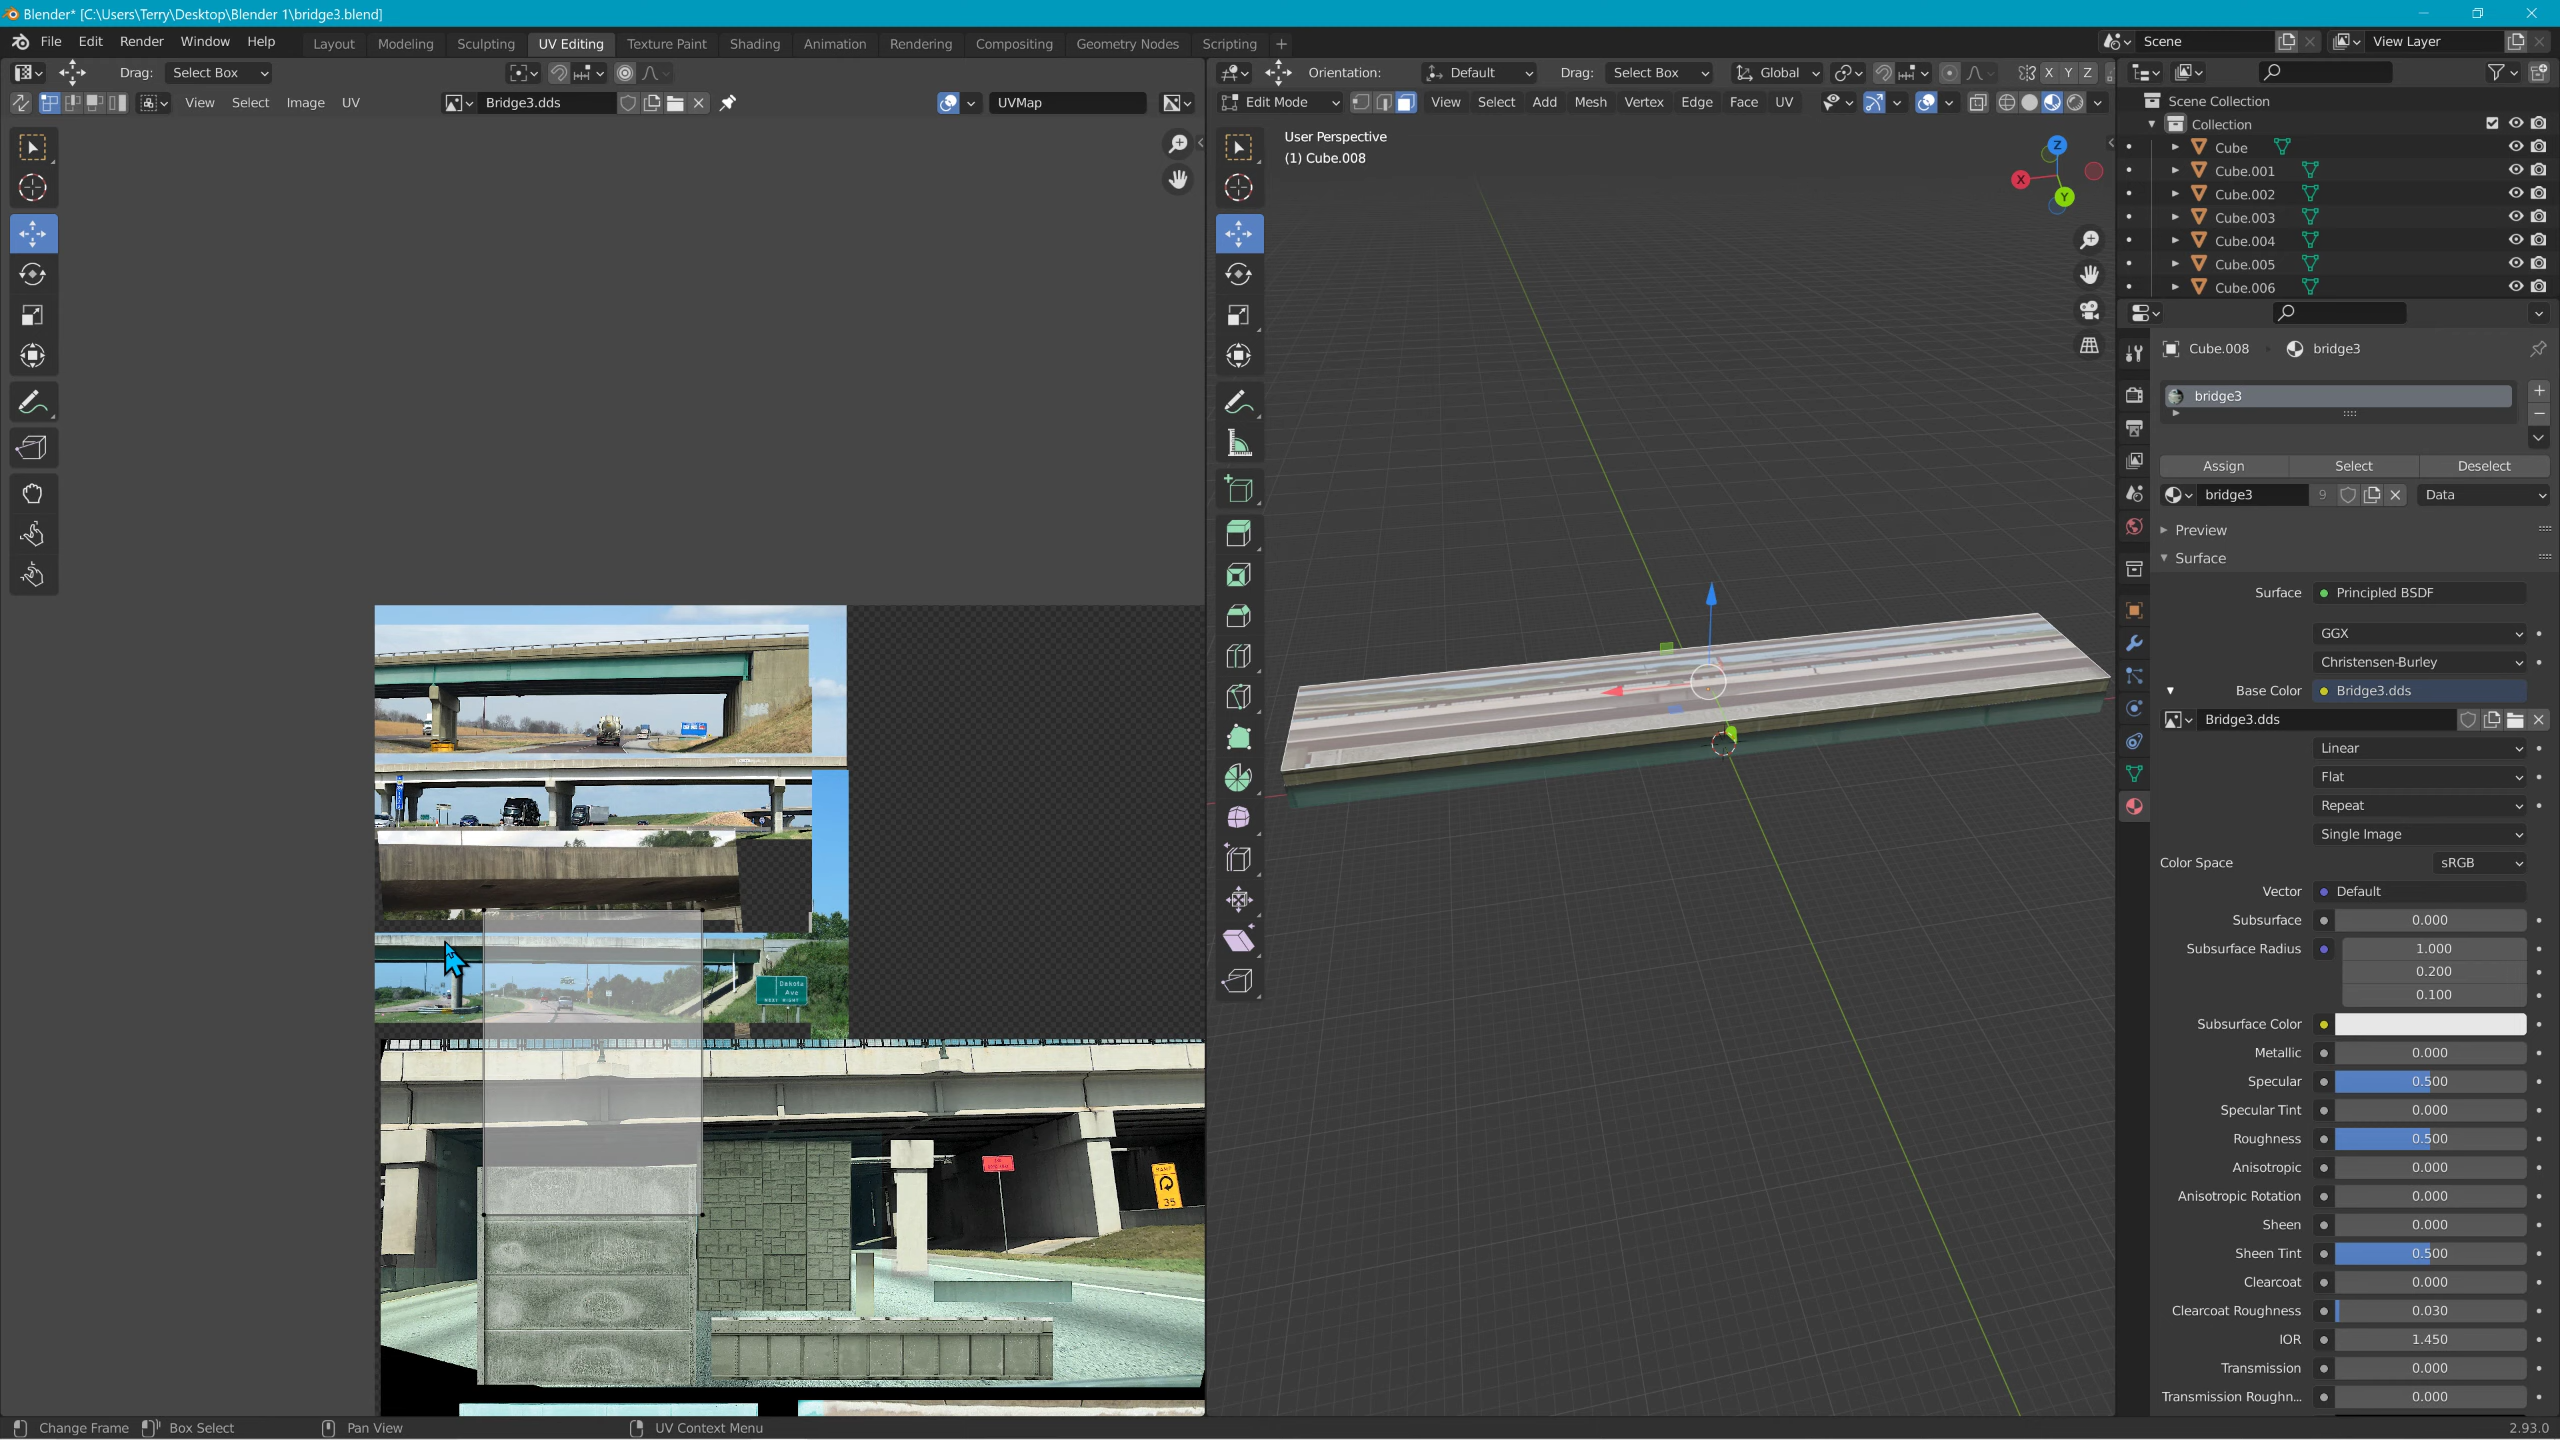 Blender* [C:\Users\Terry\Desktop\Blender 1\bridge3.blend]
File Edit Render Window Help Layout Modeling Sculpting UV Editing Texture Paint Shading Animation Rendering Compositing Geometry Nodes Scripting + Scene View Layer
Drag: Select Box Orientation: Default Drag: Select Box Global X Y Z
View Select Image UV Bridge3.dds UVMap Edit Mode View Select Add Mesh Vertex Edge Face UV
User Perspective
(1) Cube.008
Z
X
Y
Scene Collection
Collection
Cube
Cube.001
Cube.002
Cube.003
Cube.004
Cube.005
Cube.006
Cube.008 bridge3
bridge3
Assign Select Deselect
bridge3 9 Data
Preview
Surface
Surface Principled BSDF
GGX
Christensen-Burley
Base Color Bridge3.dds
Bridge3.dds
Linear
Flat
Repeat
Single Image
Color Space sRGB
Vector Default
Subsurface 0.000
Subsurface Radius 1.000
0.200
0.100
Subsurface Color
Metallic 0.000
Specular 0.500
Specular Tint 0.000
Roughness 0.500
Anisotropic 0.000
Anisotropic Rotation 0.000
Sheen 0.000
Sheen Tint 0.500
Clearcoat 0.000
Clearcoat Roughness 0.030
IOR 1.450
Transmission 0.000
Transmission Roughn... 0.000
Dakota
Ave
NEXT RIGHT
35
Change Frame Box Select Pan View UV Context Menu 2.93.0